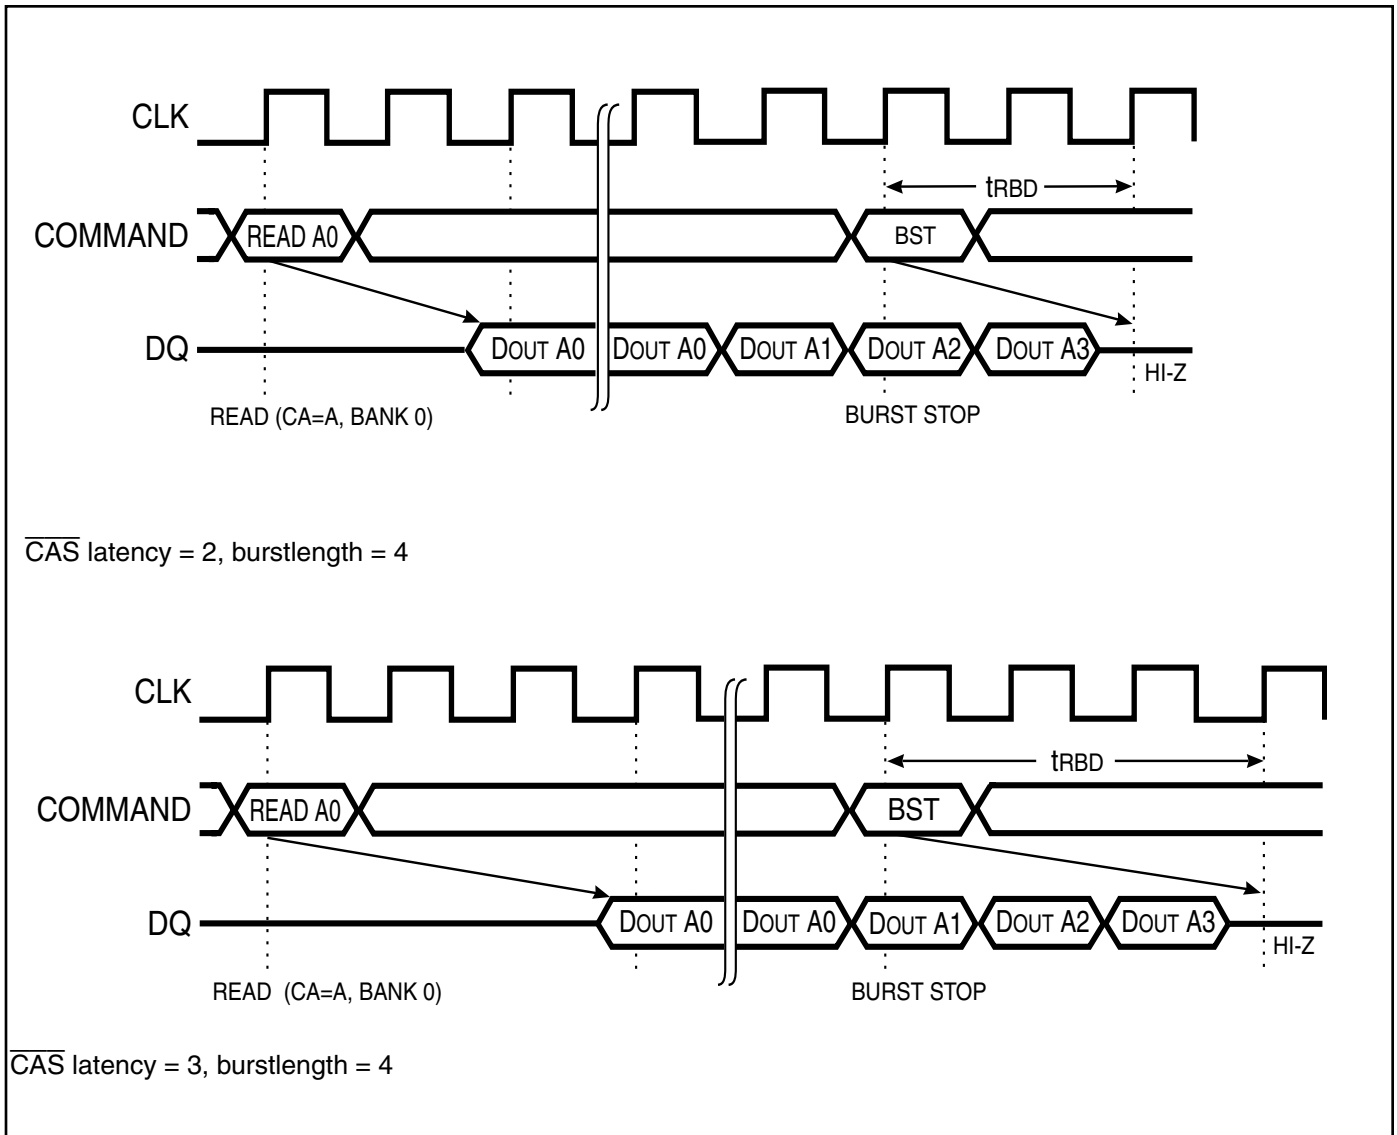 CLK
tRBD
COMMAND READ A0 BST
DQ DOUT A0 DOUT A0 DOUT A1 DOUT A2 DOUT A3
HI-Z
READ (CA=A, BANK 0) BURST STOP
C̅A̅S̅ latency = 2, burstlength = 4
CLK
tRBD
COMMAND READ A0 BST
DQ DOUT A0 DOUT A0 DOUT A1 DOUT A2 DOUT A3
HI-Z
READ (CA=A, BANK 0) BURST STOP
C̅A̅S̅ latency = 3, burstlength = 4